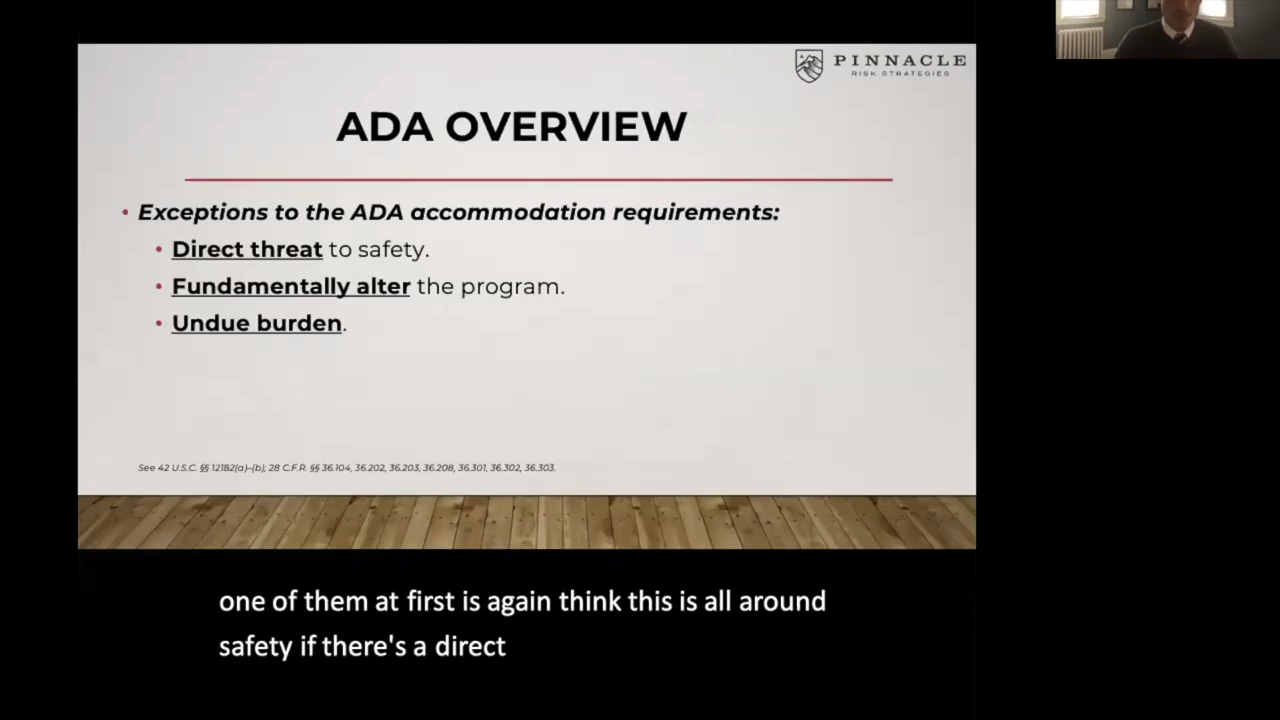 PINNACLE
RISK STRATEGIES
ADA OVERVIEW
• Exceptions to the ADA accommodation requirements:
• Direct threat to safety.
• Fundamentally alter the program.
• Undue burden.
See 42 U.S.C. §§ 12182(a)–(b); 28 C.F.R. §§ 36.104, 36.202, 36.203, 36.208, 36.301, 36.302, 36.303.
one of them at first is again think this is all around
safety if there's a direct